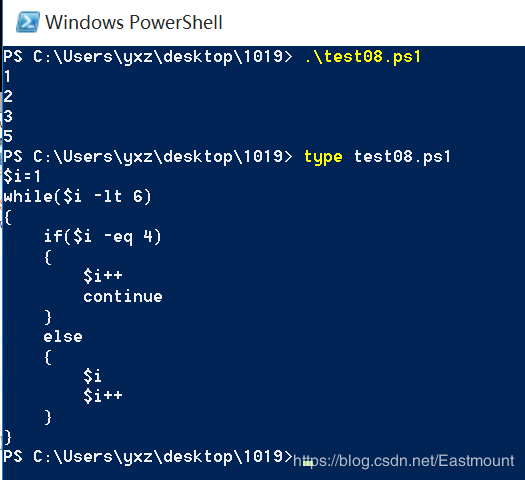 Windows PowerShell
PS C:\Users\yxz\desktop\1019> .\test08.ps1
1
2
3
5
PS C:\Users\yxz\desktop\1019> type test08.ps1
$i=1
while($i -lt 6)
{
    if($i -eq 4)
    {
        $i++
        continue
    }
    else
    {
        $i
        $i++
    }
}
PS C:\Users\yxz\desktop\1019>
https://blog.csdn.net/Eastmount